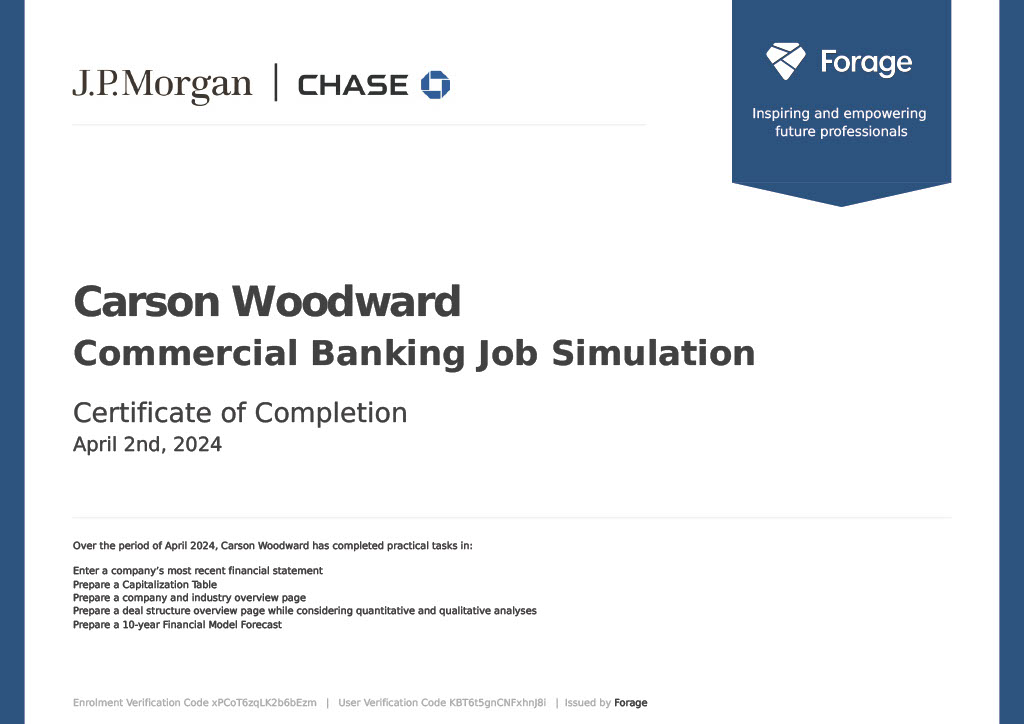 J.P.Morgan | CHASE
Forage
Inspiring and empowering
future professionals
Carson Woodward
Commercial Banking Job Simulation
Certificate of Completion
April 2nd, 2024
Over the period of April 2024, Carson Woodward has completed practical tasks in:
Enter a company’s most recent financial statement
Prepare a Capitalization Table
Prepare a company and industry overview page
Prepare a deal structure overview page while considering quantitative and qualitative analyses
Prepare a 10-year Financial Model Forecast
Enrolment Verification Code xPCoT6zqLK2b6bEzm | User Verification Code KBT6t5gnCNFxhnJ8i | Issued by Forage